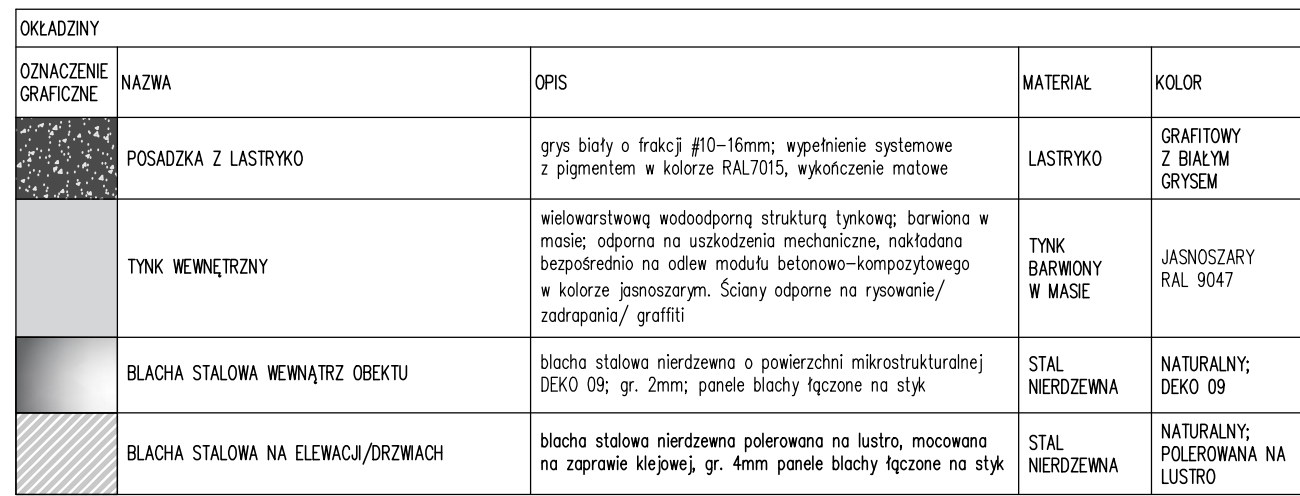 OKŁADZINY
OZNACZENIE
GRAFICZNE
NAZWA
OPIS
MATERIAŁ
KOLOR
POSADZKA Z LASTRYKO
grys biały o frakcji #10-16mm; wypełnienie systemowe
z pigmentem w kolorze RAL7015, wykończenie matowe
LASTRYKO
GRAFITOWY
Z BIAŁYM
GRYSEM
TYNK WEWNĘTRZNY
wielowarstwową wodoodporną strukturą tynkową; barwiona w
masie; odporna na uszkodzenia mechaniczne, nakładana
bezpośrednio na odlew modułu betonowo-kompozytowego
w kolorze jasnoszarym. Ściany odporne na rysowanie/
zadrapania/ graffiti
TYNK
BARWIONY
W MASIE
JASNOSZARY
RAL 9047
BLACHA STALOWA WEWNĄTRZ OBEKTU
blacha stalowa nierdzewna o powierzchni mikrostrukturalnej
DEKO 09; gr. 2mm; panele blachy łączone na styk
STAL
NIERDZEWNA
NATURALNY;
DEKO 09
BLACHA STALOWA NA ELEWACJI/DRZWIACH
blacha stalowa nierdzewna polerowana na lustro, mocowana
na zaprawie klejowej, gr. 4mm panele blachy łączone na styk
STAL
NIERDZEWNA
NATURALNY;
POLEROWANA NA
LUSTRO